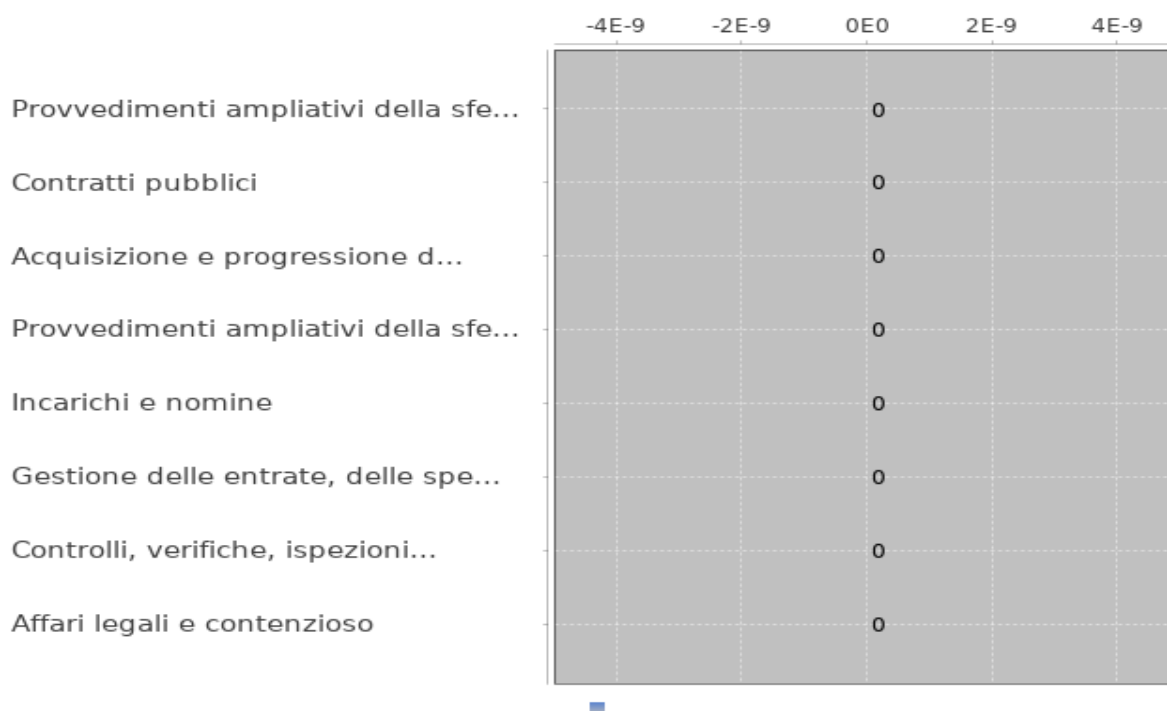 -4E-9 -2E-9 0E0 2E-9 4E-9
Provvedimenti ampliativi della sfe... 0
Contratti pubblici 0
Acquisizione e progressione d... 0
Provvedimenti ampliativi della sfe... 0
Incarichi e nomine 0
Gestione delle entrate, delle spe... 0
Controlli, verifiche, ispezioni... 0
Affari legali e contenzioso 0